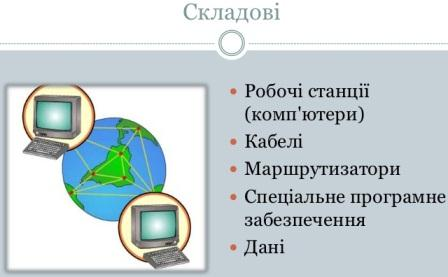 Складові
• Робочі станції
(комп'ютери)
• Кабелі
• Маршрутизатори
• Спеціальне програмне
забезпечення
• Дані